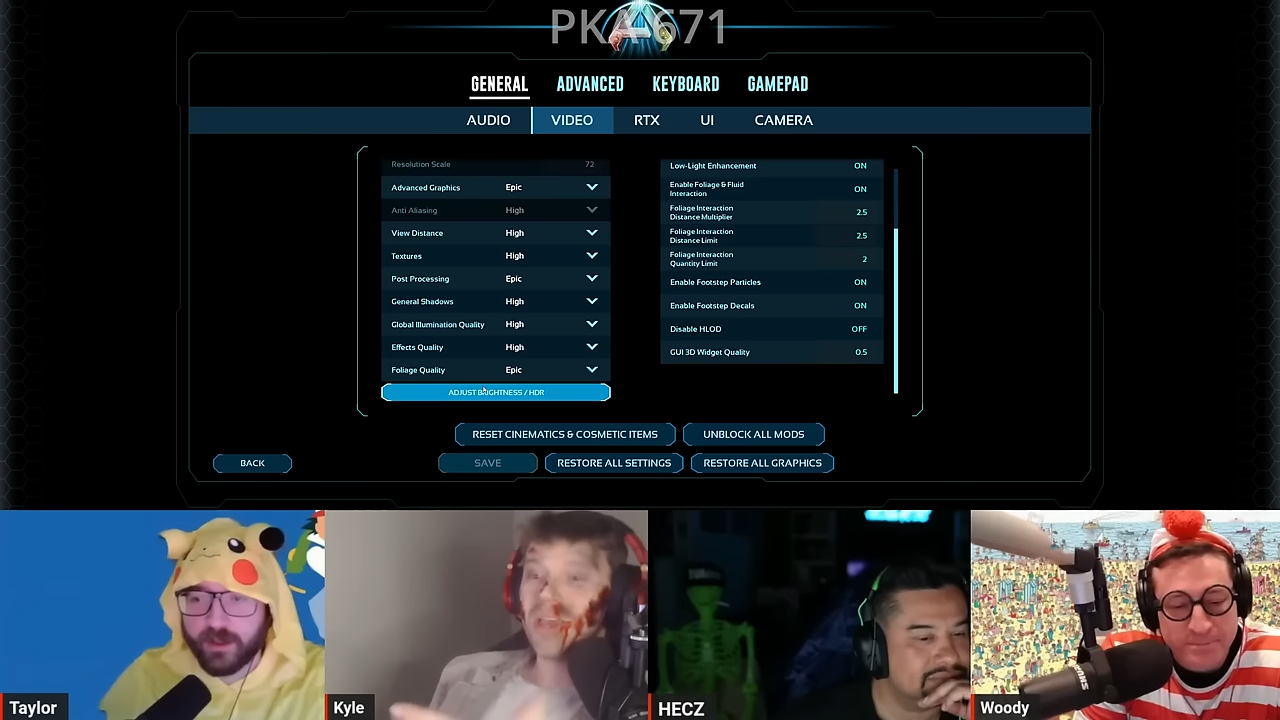 PKA 671
GENERAL ADVANCED KEYBOARD GAMEPAD
AUDIO VIDEO RTX UI CAMERA
Resolution Scale 72
Advanced Graphics Epic
Anti Aliasing High
View Distance High
Textures High
Post Processing Epic
General Shadows High
Global Illumination Quality High
Effects Quality High
Foliage Quality Epic
ADJUST BRIGHTNESS / HDR
Low-Light Enhancement ON
Enable Foliage & Fluid
Interaction ON
Foliage Interaction
Distance Multiplier 2.5
Foliage Interaction
Distance Limit 2.5
Foliage Interaction
Quantity Limit 2
Enable Footstep Particles ON
Enable Footstep Decals ON
Disable HLOD OFF
GUI 3D Widget Quality 0.5
RESET CINEMATICS & COSMETIC ITEMS UNBLOCK ALL MODS
BACK SAVE RESTORE ALL SETTINGS RESTORE ALL GRAPHICS
SHURE
Taylor Kyle HECZ Woody